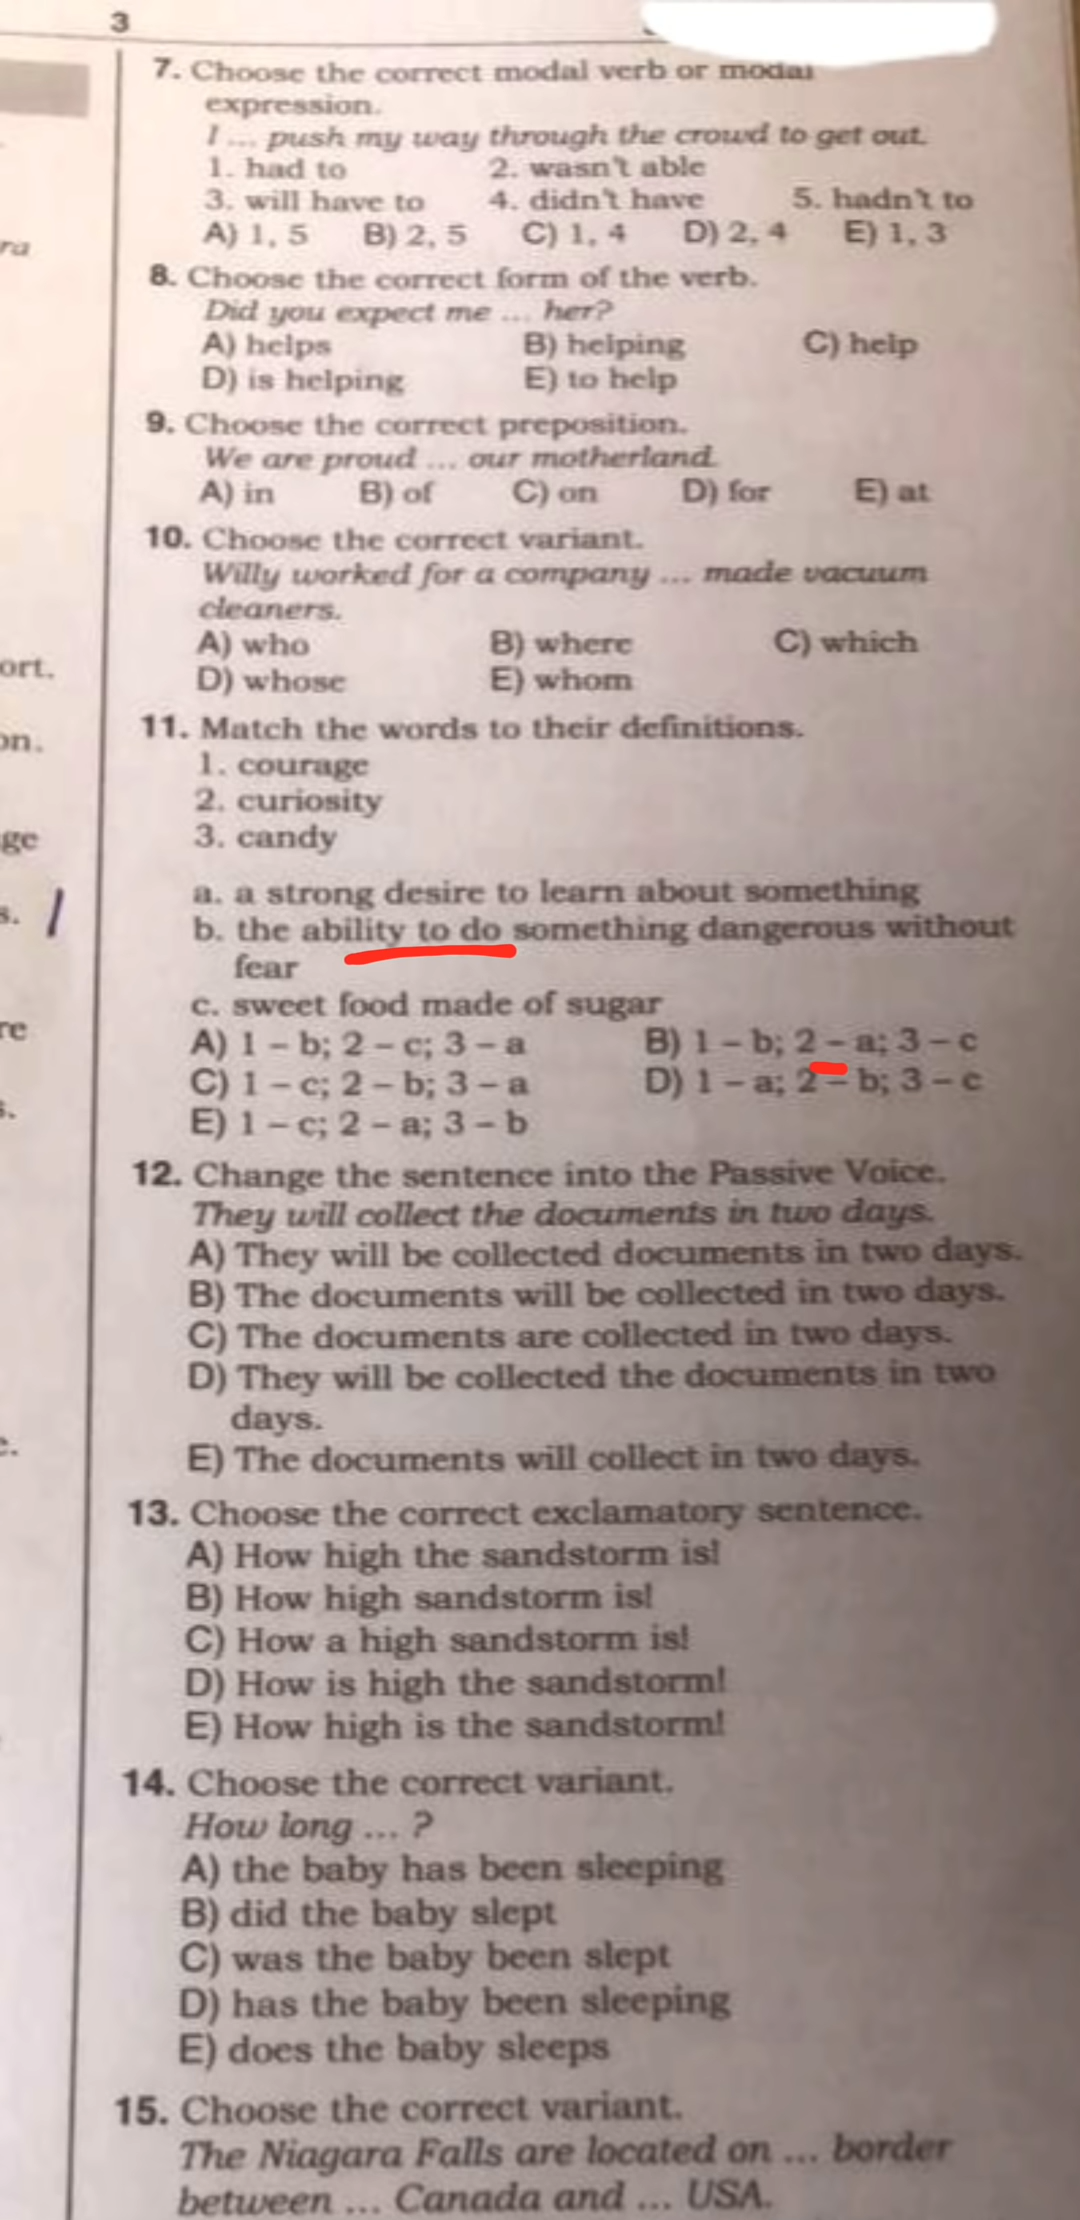 3
7. Choose the correct modal verb or modal
expression.
I ... push my way through the crowd to get out.
1. had to 2. wasn't able
3. will have to 4. didn't have 5. hadn't to
A) 1, 5 B) 2, 5 C) 1, 4 D) 2, 4 E) 1, 3
8. Choose the correct form of the verb.
Did you expect me ... her?
A) helps B) helping C) help
D) is helping E) to help
9. Choose the correct preposition.
We are proud ... our motherland.
A) in B) of C) on D) for E) at
10. Choose the correct variant.
Willy worked for a company ... made vacuum
cleaners.
A) who B) where C) which
D) whose E) whom
11. Match the words to their definitions.
1. courage
2. curiosity
3. candy
a. a strong desire to learn about something
b. the ability to do something dangerous without
fear
c. sweet food made of sugar
A) 1 – b; 2 – c; 3 – a B) 1 – b; 2 – a; 3 – c
C) 1 – c; 2 – b; 3 – a D) 1 – a; 2 – b; 3 – c
E) 1 – c; 2 – a; 3 – b
12. Change the sentence into the Passive Voice.
They will collect the documents in two days.
A) They will be collected documents in two days.
B) The documents will be collected in two days.
C) The documents are collected in two days.
D) They will be collected the documents in two
days.
E) The documents will collect in two days.
13. Choose the correct exclamatory sentence.
A) How high the sandstorm is!
B) How high sandstorm is!
C) How a high sandstorm is!
D) How is high the sandstorm!
E) How high is the sandstorm!
14. Choose the correct variant.
How long ... ?
A) the baby has been sleeping
B) did the baby slept
C) was the baby been slept
D) has the baby been sleeping
E) does the baby sleeps
15. Choose the correct variant.
The Niagara Falls are located on ... border
between ... Canada and ... USA.